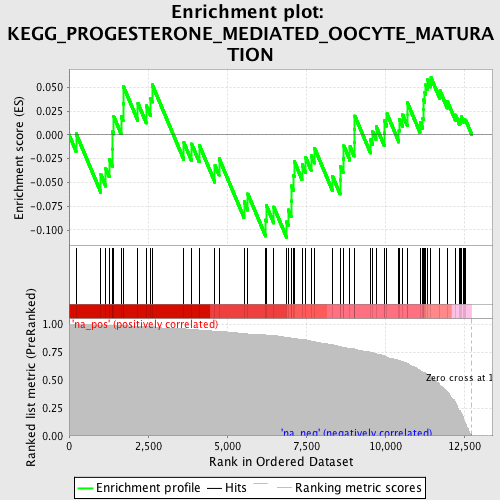 Enrichment plot:
KEGG_PROGESTERONE_MEDIATED_OOCYTE_MATURA
TION
Enrichment score (ES)
0.050
0.025
0.000
-0.025
-0.050
-0.075
-0.100
Ranked list metric (PreRanked)
1.00
0.75
0.50
0.25
0.00
'na_pos' (positively correlated)
Zero cross at 1
'na_neg' (negatively correlated)
0
2,500
5,000
7,500
10,000
12,500
Rank in Ordered Dataset
Enrichment profile
Hits
Ranking metric scores